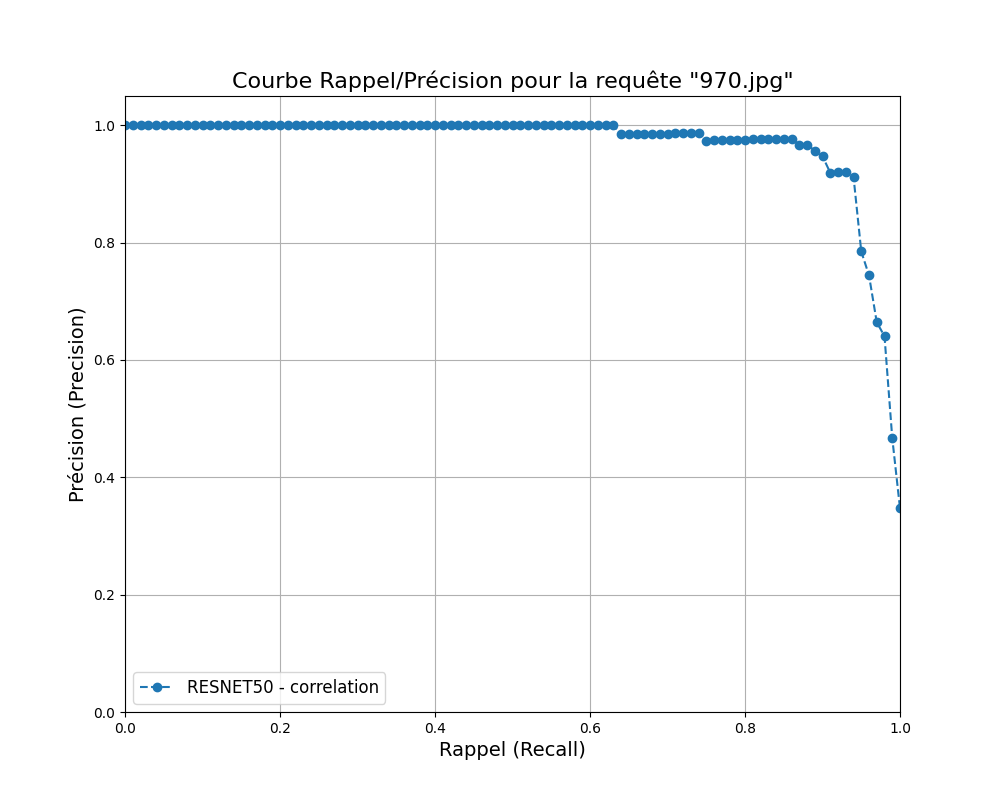 Courbe Rappel/Précision pour la requête "970.jpg"
1.0
0.8
0.6
0.4
0.2
0.0
Précision (Precision)
RESNET50 - correlation
0.0 0.2 0.4 0.6 0.8 1.0
Rappel (Recall)